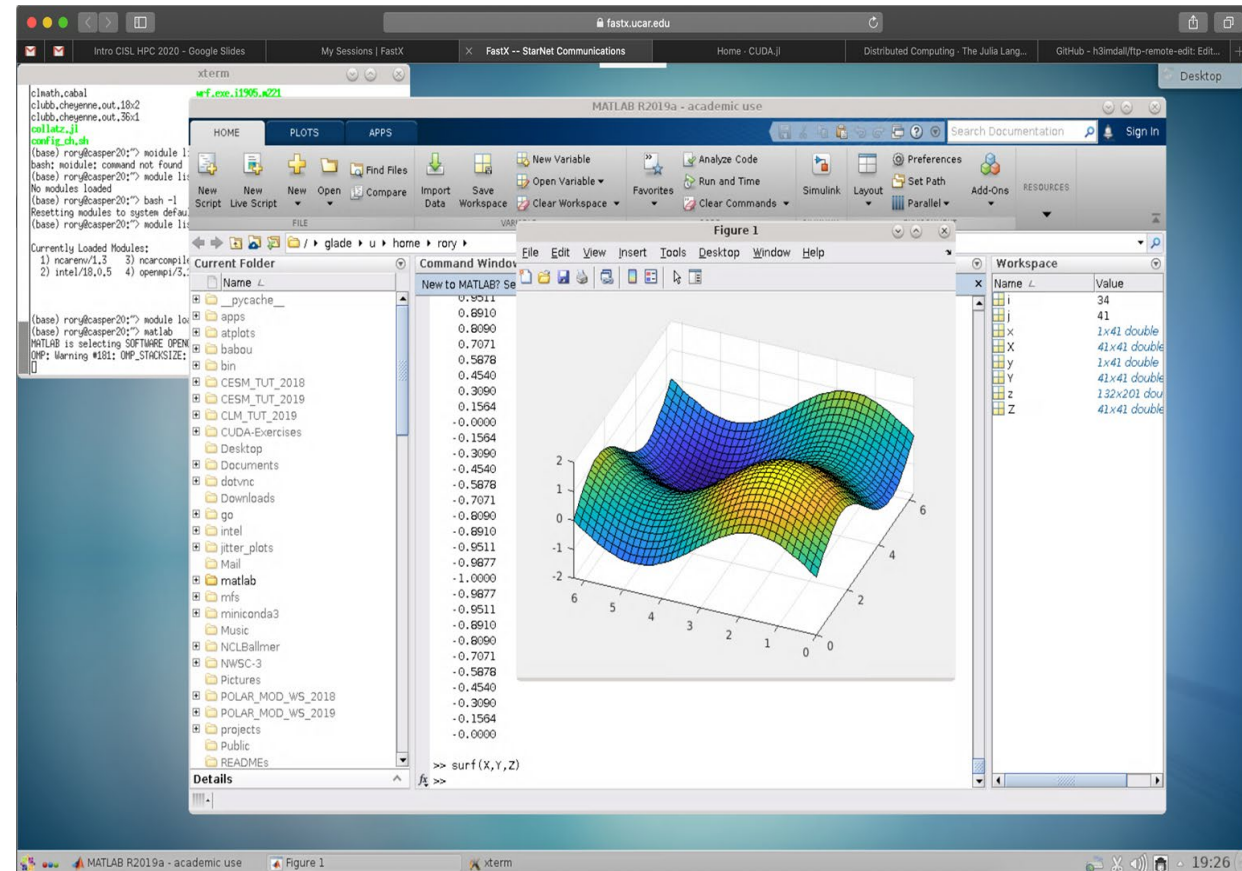 fastx.ucar.edu
Intro CISL HPC 2020 - Google Slides
My Sessions | FastX
FastX -- StarNet Communications
Home · CUDA.jl
Distributed Computing · The Julia Lang...
GitHub - h3imdall/ftp-remote-edit: Edit...
Desktop
xterm
clmath.cabal
wrf.exe.i1905.m221
clubb.cheyenne.out.18x2
clubb.cheyenne.out.36x1
collatz.jl
config_ch.sh
(base) rory@casper20:~> moidule li
bash: moidule: command not found
(base) rory@casper20:~> module lis
No modules loaded
(base) rory@casper20:~> bash -l
Resetting modules to system defau
(base) rory@casper20:~> module lis
Currently Loaded Modules:
1) ncarenv/1.3 3) ncarcompile
2) intel/18.0.5 4) openmpi/3.
(base) rory@casper20:~> module loa
(base) rory@casper20:~> matlab
MATLAB is selecting SOFTWARE OPEN
OMP: Warning #181: OMP_STACKSIZE:
MATLAB R2019a - academic use
HOME
PLOTS
APPS
Search Documentation
Sign In
New Script
New Live Script
New
Open
Find Files
Compare
Import Data
Save Workspace
New Variable
Open Variable
Clear Workspace
Favorites
Analyze Code
Run and Time
Clear Commands
Simulink
Layout
Preferences
Set Path
Parallel
Add-Ons
RESOURCES
FILE
/ glade u home rory
Current Folder
Name
__pycache__
apps
atplots
babou
bin
CESM_TUT_2018
CESM_TUT_2019
CLM_TUT_2019
CUDA-Exercises
Desktop
Documents
dotvnc
Downloads
go
intel
jitter_plots
Mail
matlab
mfs
miniconda3
Music
NCLBallmer
NWSC-3
Pictures
POLAR_MOD_WS_2018
POLAR_MOD_WS_2019
projects
Public
READMEs
Details
Command Window
New to MATLAB? Se
0.9511
0.8910
0.8090
0.7071
0.5878
0.4540
0.3090
0.1564
-0.0000
-0.1564
-0.3090
-0.4540
-0.5878
-0.7071
-0.8090
-0.8910
-0.9511
-0.9877
-1.0000
-0.9877
-0.9511
-0.8910
-0.8090
-0.7071
-0.5878
-0.4540
-0.3090
-0.1564
-0.0000
>> surf(X,Y,Z)
fx >>
Figure 1
File Edit View Insert Tools Desktop Window Help
2
1
0
-1
-2
6
5
4
3
2
1
0
0
2
4
6
Workspace
Name Value
i 34
j 41
x 1x41 double
X 41x41 double
y 1x41 double
Y 41x41 double
z 132x201 dou
Z 41x41 double
MATLAB R2019a - academic use
Figure 1
xterm
19:26